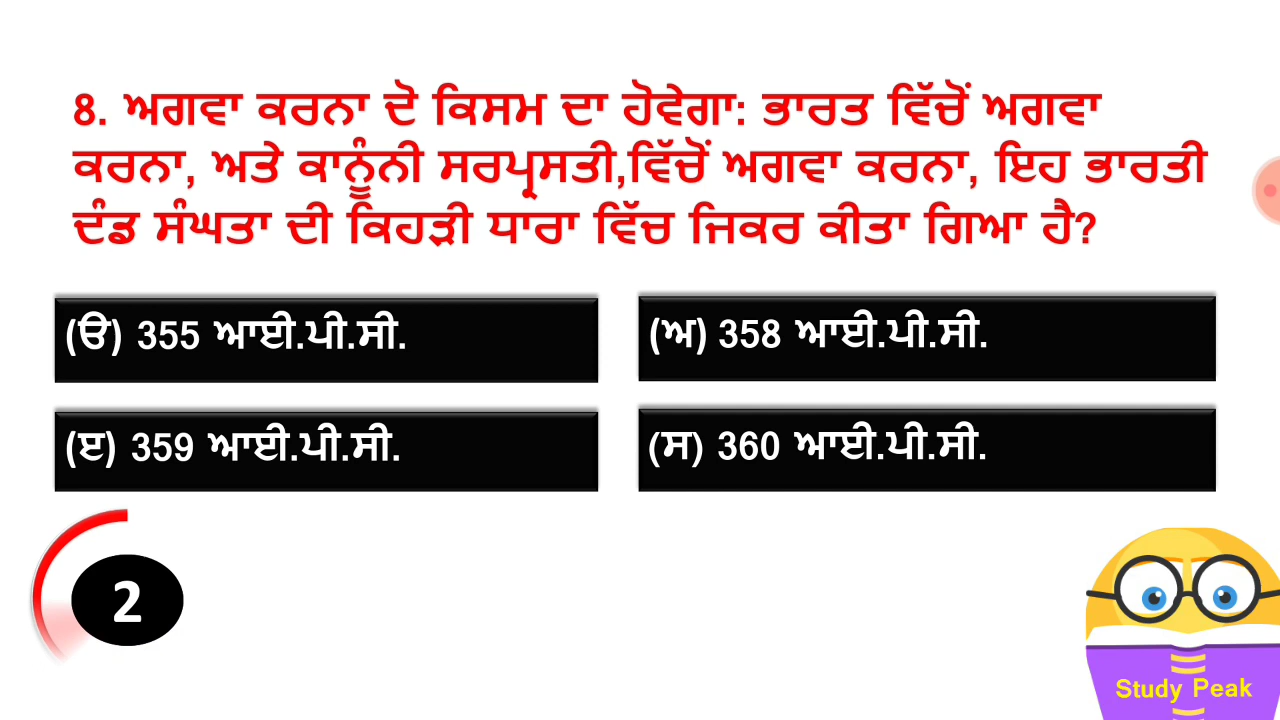 8. ਅਗਵਾ ਕਰਨਾ ਦੋ ਕਿਸਮ ਦਾ ਹੋਵੇਗਾ: ਭਾਰਤ ਵਿੱਚੋਂ ਅਗਵਾ
ਕਰਨਾ, ਅਤੇ ਕਾਨੂੰਨੀ ਸਰਪ੍ਰਸਤੀ,ਵਿੱਚੋਂ ਅਗਵਾ ਕਰਨਾ, ਇਹ ਭਾਰਤੀ
ਦੰਡ ਸੰਘਤਾ ਦੀ ਕਿਹੜੀ ਧਾਰਾ ਵਿੱਚ ਜਿਕਰ ਕੀਤਾ ਗਿਆ ਹੈ?
(ੳ) 355 ਆਈ.ਪੀ.ਸੀ.
(ਅ) 358 ਆਈ.ਪੀ.ਸੀ.
(ੲ) 359 ਆਈ.ਪੀ.ਸੀ.
(ਸ) 360 ਆਈ.ਪੀ.ਸੀ.
2
Study Peak